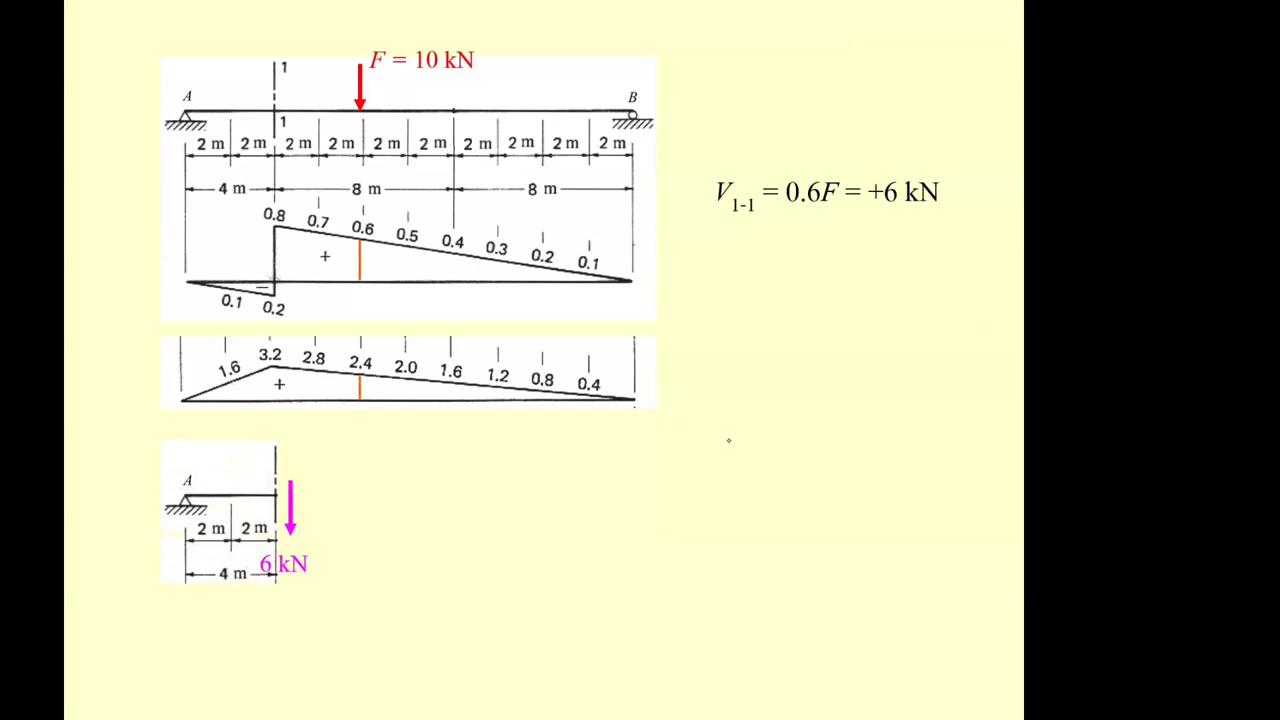 F = 10 kN
1
A
B
1
2 m 2 m 2 m 2 m 2 m 2 m 2 m 2 m 2 m 2 m
4 m 8 m 8 m
V1-1 = 0.6F = +6 kN
0.8 0.7 0.6 0.5 0.4 0.3 0.2 0.1
+
−
0.1 0.2
1.6 3.2 2.8 2.4 2.0 1.6 1.2 0.8 0.4
+
A
2 m 2 m
6 kN
4 m